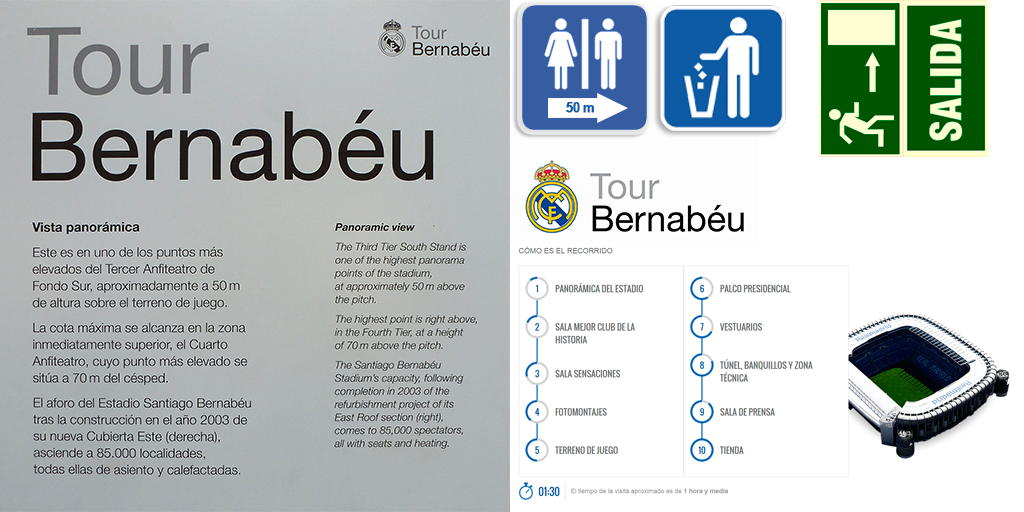 Tour
Bernabéu
Tour
Bernabéu
Vista panorámica
Este es en uno de los puntos más
elevados del Tercer Anfiteatro de
Fondo Sur, aproximadamente a 50 m
de altura sobre el terreno de juego.
La cota máxima se alcanza en la zona
inmediatamente superior, el Cuarto
Anfiteatro, cuyo punto más elevado se
sitúa a 70 m del césped.
El aforo del Estadio Santiago Bernabéu
tras la construcción en el año 2003 de
su nueva Cubierta Este (derecha),
asciende a 85.000 localidades,
todas ellas de asiento y calefactadas.
Panoramic view
The Third Tier South Stand is
one of the highest panorama
points of the stadium,
at approximately 50 m above
the pitch.
The highest point is right above,
in the Fourth Tier, at a height
of 70 m above the pitch.
The Santiago Bernabéu
Stadium's capacity, following
completion in 2003 of the
refurbishment project of its
East Roof section (right),
comes to 85,000 spectators,
all with seats and heating.
50 m
SALIDA
Tour
Bernabéu
CÓMO ES EL RECORRIDO
1 PANORÁMICA DEL ESTADIO
2 SALA MEJOR CLUB DE LA
HISTORIA
3 SALA SENSACIONES
4 FOTOMONTAJES
5 TERRENO DE JUEGO
6 PALCO PRESIDENCIAL
7 VESTUARIOS
8 TÚNEL, BANQUILLOS Y ZONA
TÉCNICA
9 SALA DE PRENSA
10 TIENDA
01:30 El tiempo de la visita aproximado es de 1 hora y media